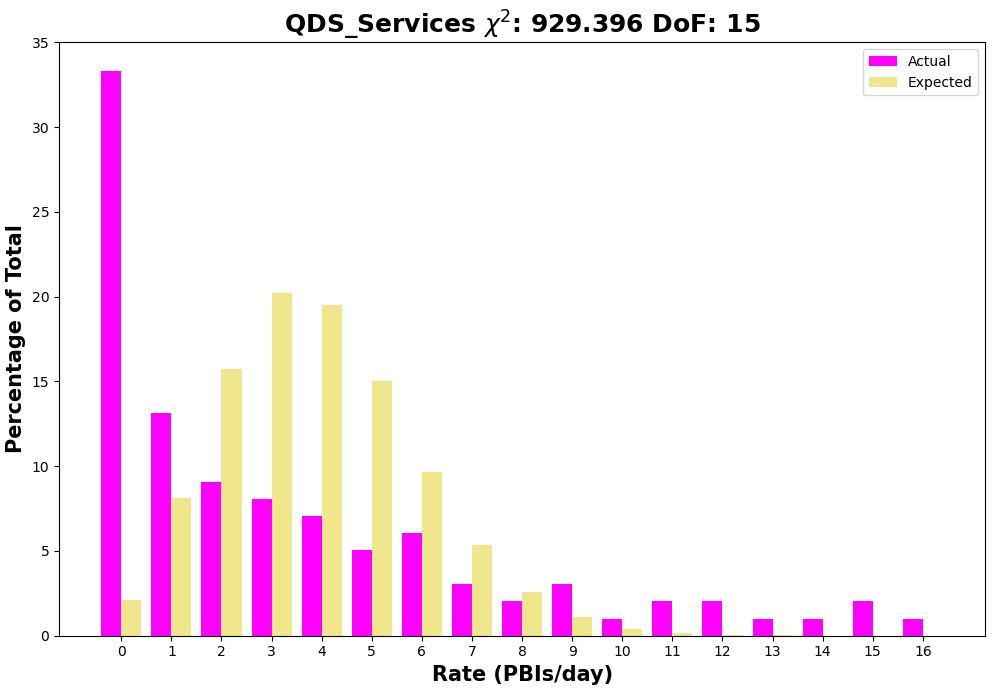 QDS_Services χ²: 929.396 DoF: 15
Actual
Expected
Percentage of Total
35
30
25
20
15
10
5
0
0 1 2 3 4 5 6 7 8 9 10 11 12 13 14 15 16
Rate (PBIs/day)